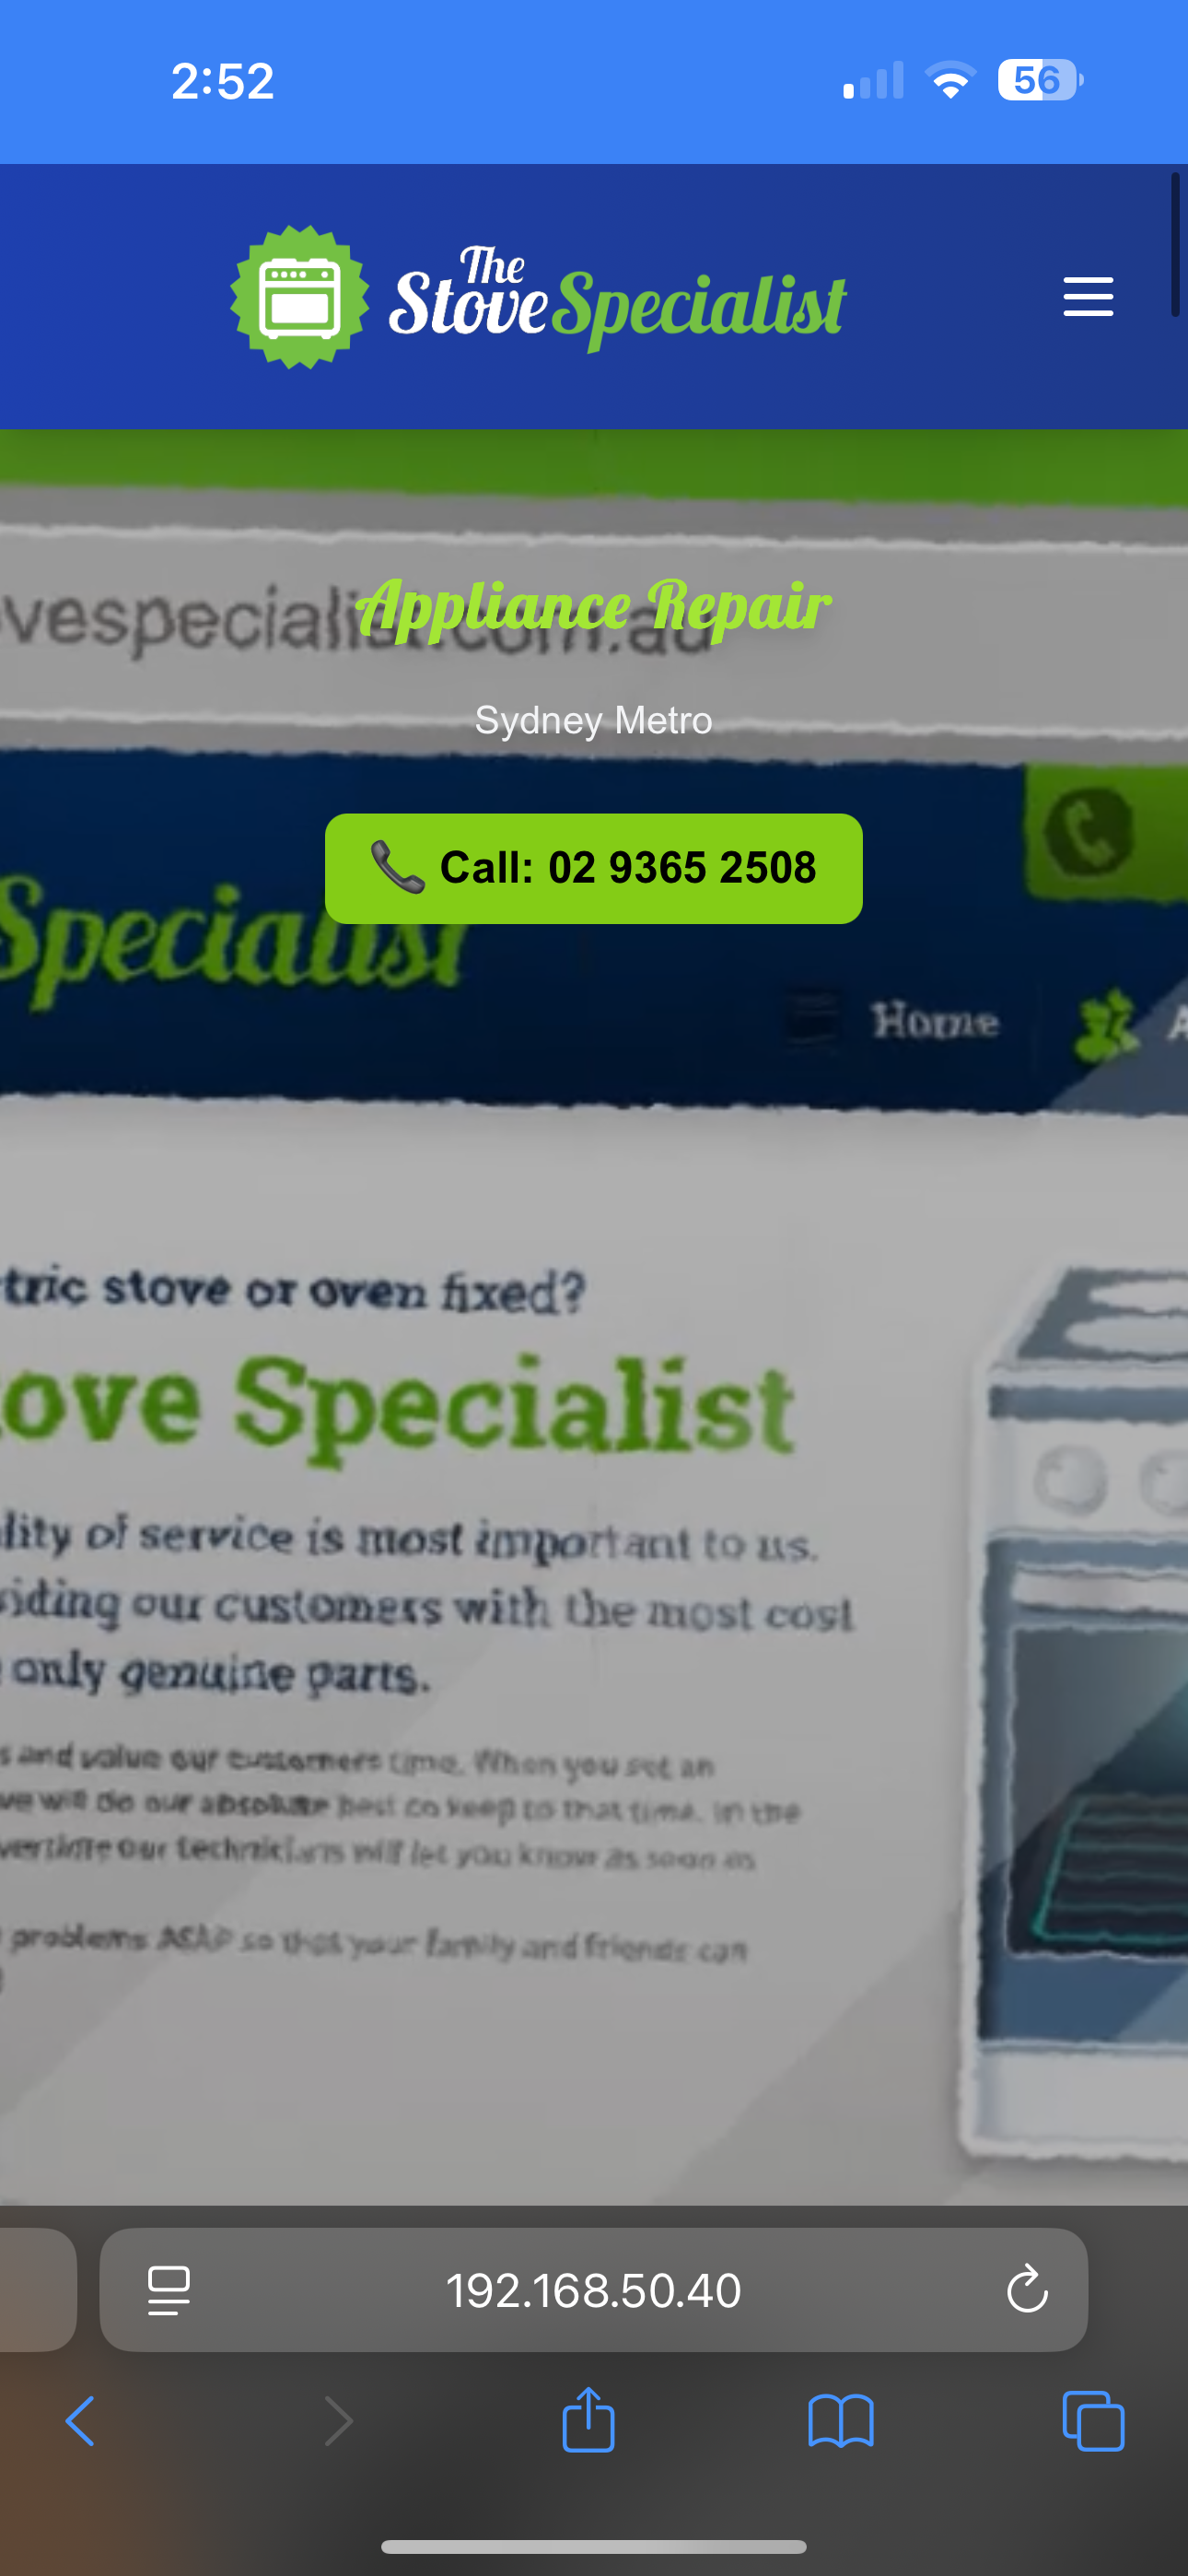 2:52
56
The
Stove Specialist
Appliance Repair
vespecialist.com.au
Sydney Metro
📞 Call: 02 9365 2508
Specialist
Home
A
tric stove or oven fixed?
ove Specialist
lity of service is most important to us.
iding our customers with the most cost
only genuine parts.
s and value our customers time. When you set an
we will do our absolute best to keep to that time. In the
our technicians will let you know as soon as
problems ASAP so that your family and friends can
192.168.50.40